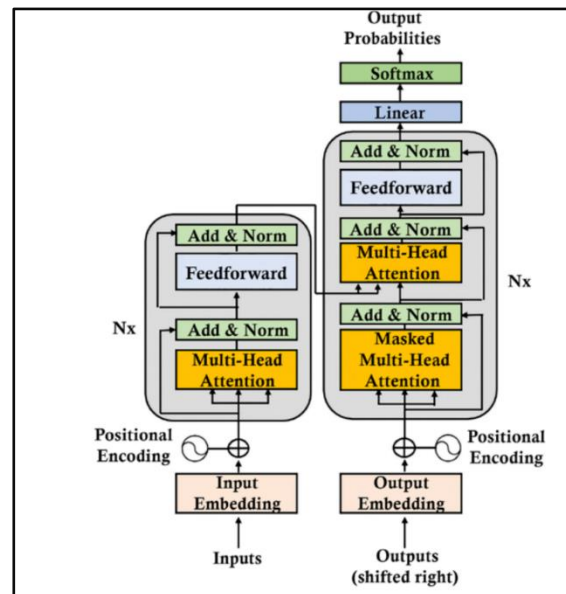 Output
Probabilities
Softmax
Linear
Add & Norm
Feedforward
Add & Norm
Multi-Head
Attention
Add & Norm
Masked
Multi-Head
Attention
Nx
Add & Norm
Feedforward
Add & Norm
Multi-Head
Attention
Nx
Positional
Encoding
Positional
Encoding
Input
Embedding
Output
Embedding
Inputs
Outputs
(shifted right)